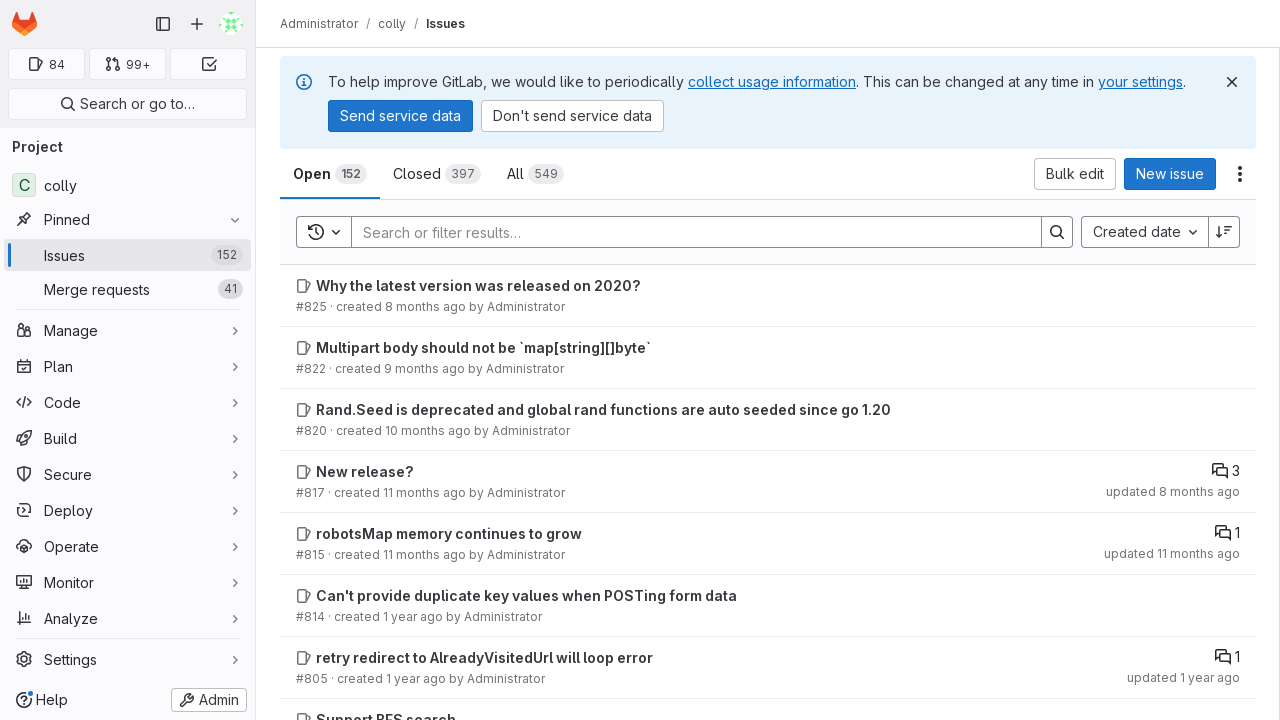 Administrator / colly / Issues
84 99+
Search or go to…
Project
C colly
Pinned
Issues 152
Merge requests 41
Manage
Plan
Code
Build
Secure
Deploy
Operate
Monitor
Analyze
Settings
Help Admin
To help improve GitLab, we would like to periodically collect usage information. This can be changed at any time in your settings.
Send service data Don't send service data
Open 152 Closed 397 All 549 Bulk edit New issue
Search or filter results… Created date
Why the latest version was released on 2020?
#825 · created 8 months ago by Administrator
Multipart body should not be `map[string][]byte`
#822 · created 9 months ago by Administrator
Rand.Seed is deprecated and global rand functions are auto seeded since go 1.20
#820 · created 10 months ago by Administrator
New release? 3
#817 · created 11 months ago by Administrator updated 8 months ago
robotsMap memory continues to grow 1
#815 · created 11 months ago by Administrator updated 11 months ago
Can't provide duplicate key values when POSTing form data
#814 · created 1 year ago by Administrator
retry redirect to AlreadyVisitedUrl will loop error 1
#805 · created 1 year ago by Administrator updated 1 year ago
Support BFS search